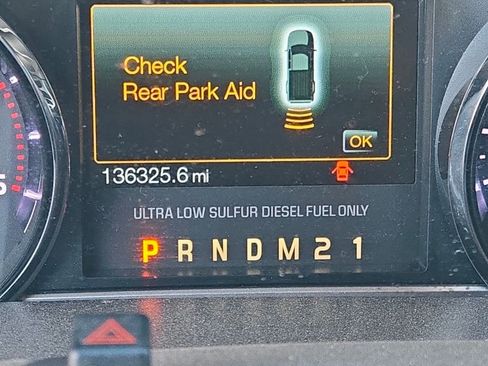 Check
Rear Park Aid
OK
136325.6 mi
ULTRA LOW SULFUR DIESEL FUEL ONLY
P R N D M 2 1